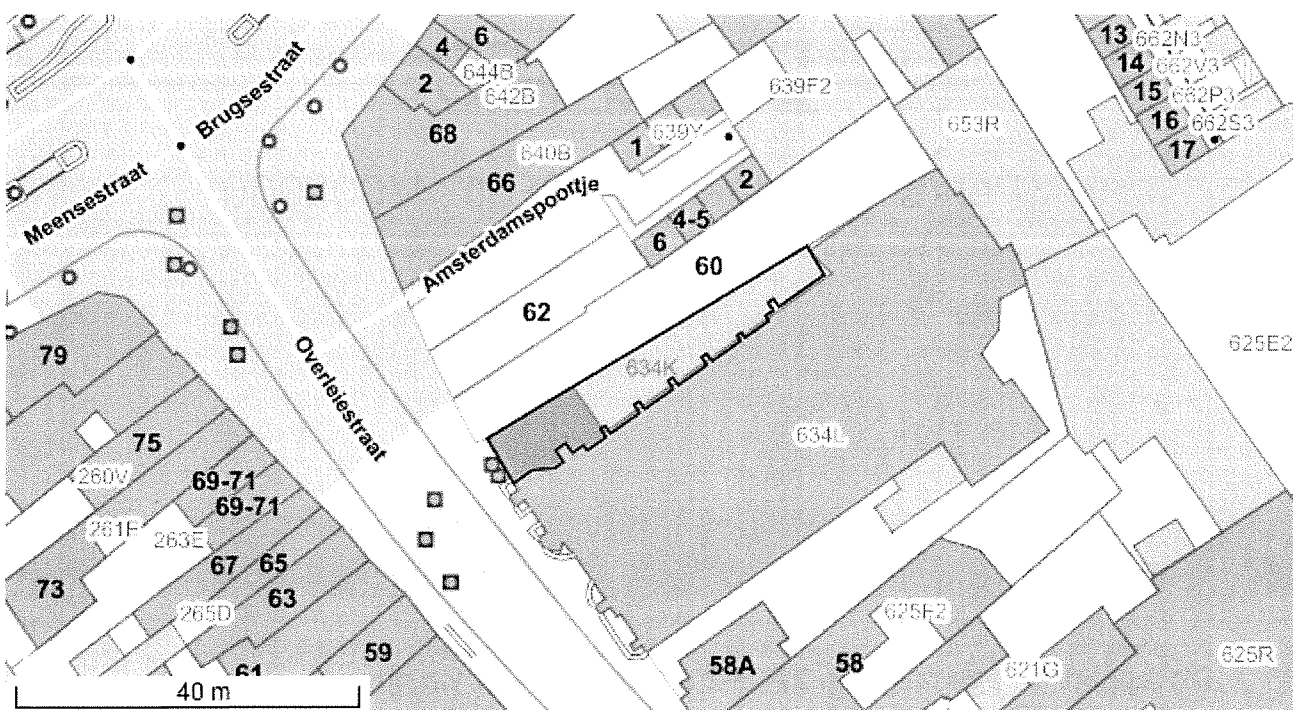 4
6
13
662N3
2
644B
14
662V3
642B
639F2
15
662P3
Brugsestraat
68
653R
16
662S3
1
639Y
17
640B
66
2
Meensestraat
4-5
Amsterdamspoortje
6
60
62
625E2
79
Overleiestraat
634K
75
634L
260V
69-71
69-71
261F
263E
67
65
73
63
265D
625F2
59
58A
58
625R
61
621G
40 m